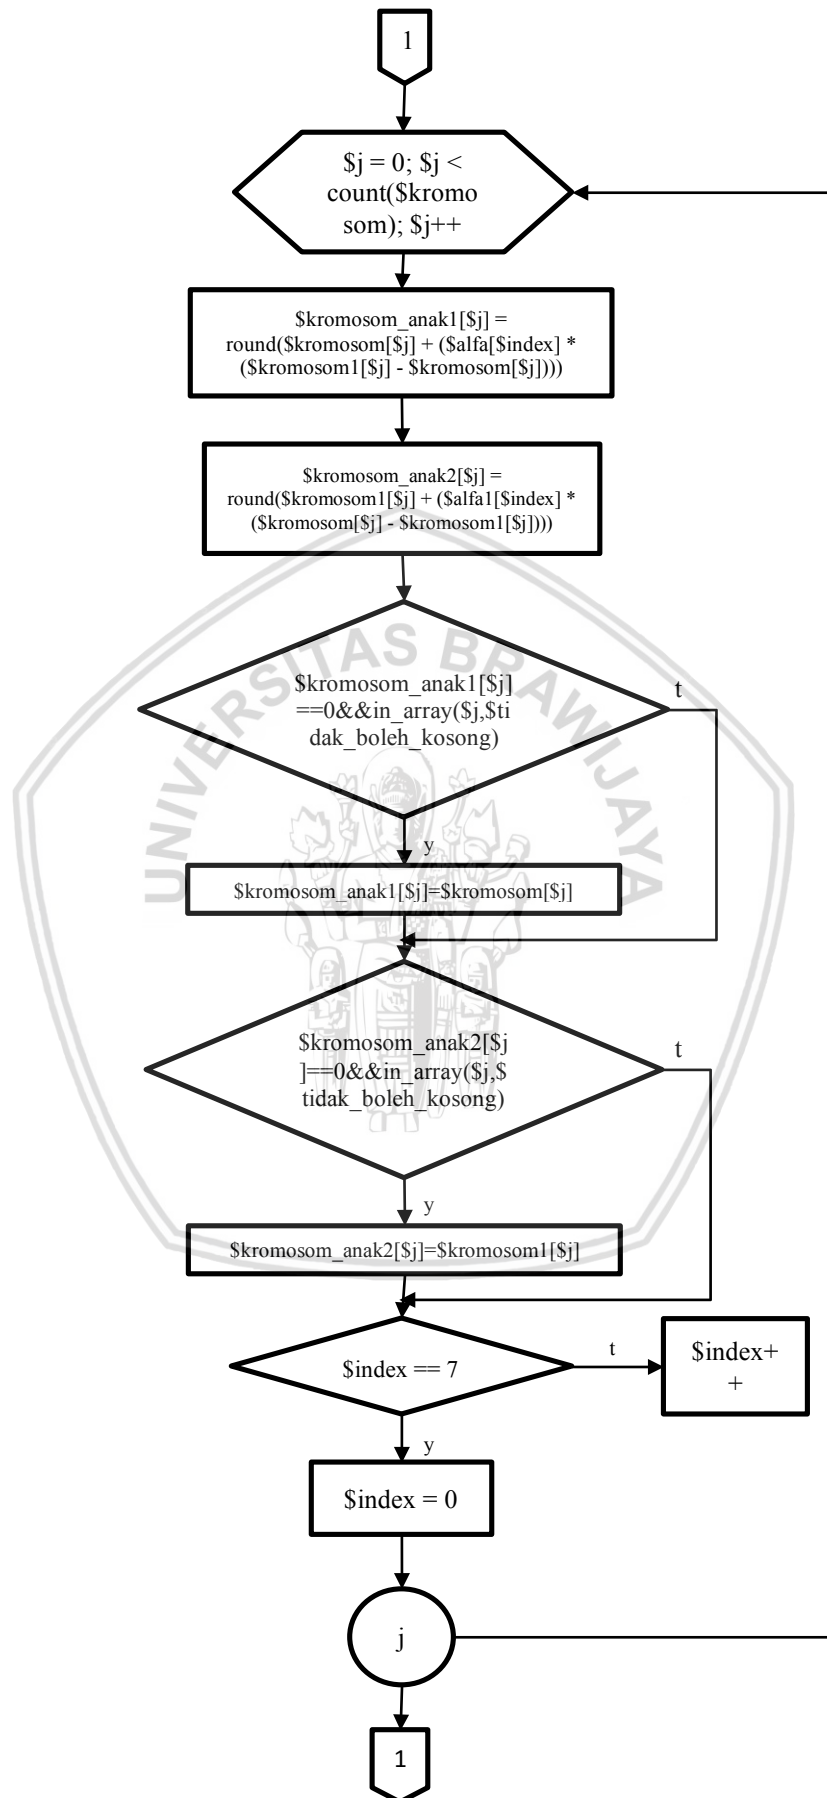 1
$j = 0; $j <
count($kromo
som); $j++
$kromosom_anak1[$j] =
round($kromosom[$j] + ($alfa[$index] *
($kromosom1[$j] - $kromosom[$j])))
$kromosom_anak2[$j] =
round($kromosom1[$j] + ($alfa1[$index] *
($kromosom[$j] - $kromosom1[$j])))
UNIVERSITAS BRAWIJAYA
$kromosom_anak1[$j]
==0&&in_array($j,$ti
dak_boleh_kosong)
t
y
$kromosom_anak1[$j]=$kromosom[$j]
$kromosom_anak2[$j
]==0&&in_array($j,$
tidak_boleh_kosong)
t
y
$kromosom_anak2[$j]=$kromosom1[$j]
$index == 7
t
$index+
+
y
$index = 0
j
1